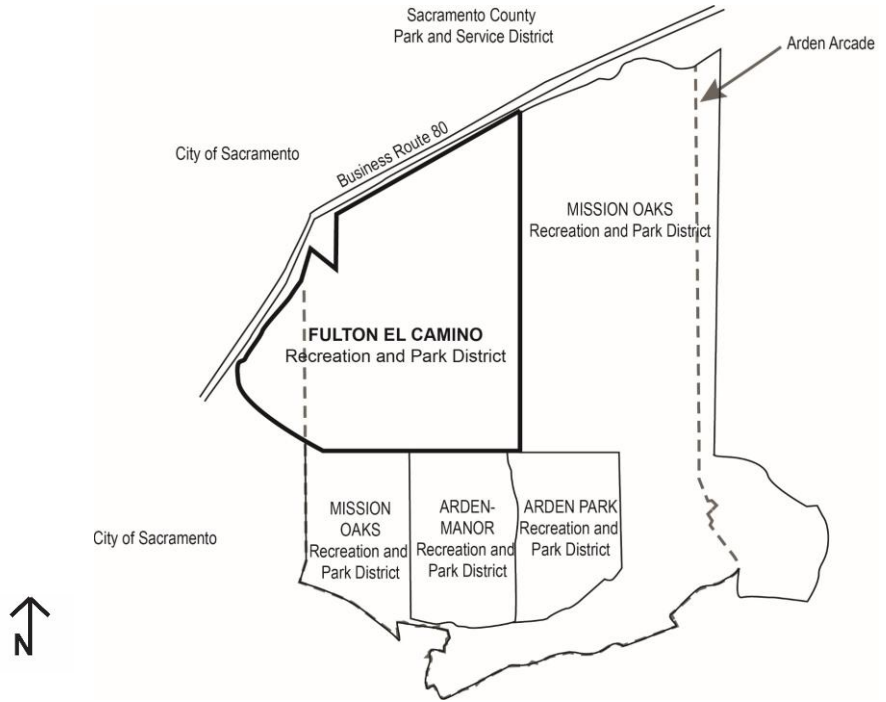 Sacramento County
Park and Service District
Arden Arcade
City of Sacramento
Business Route 80
MISSION OAKS
Recreation and Park District
FULTON EL CAMINO
Recreation and Park District
MISSION
OAKS
Recreation and
Park District
ARDEN-
MANOR
Recreation and
Park District
ARDEN PARK
Recreation and
Park District
City of Sacramento
N